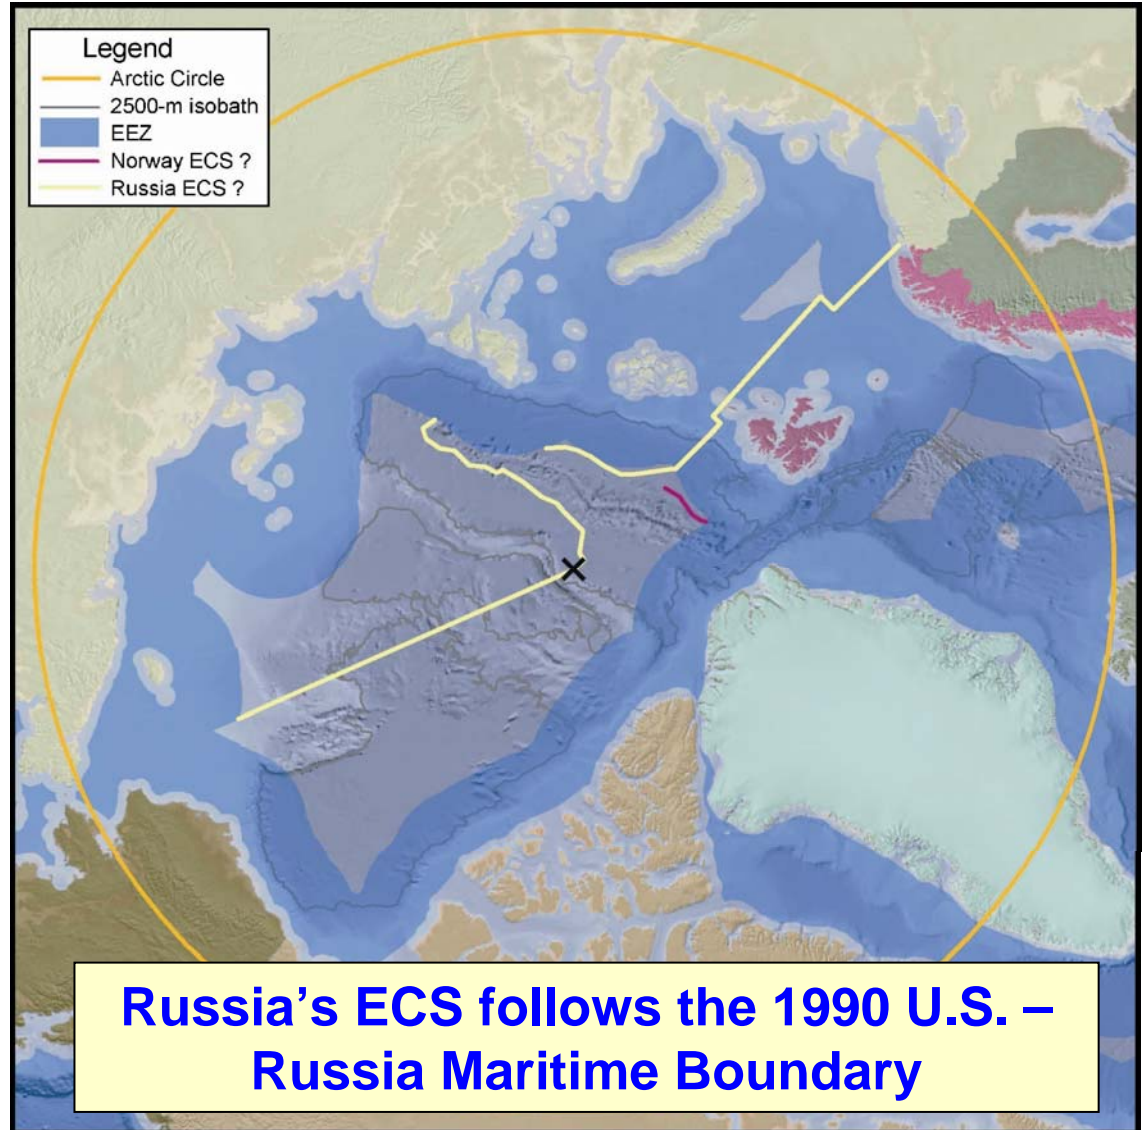 Legend
Arctic Circle
2500-m isobath
EEZ
Norway ECS ?
Russia ECS ?
Russia’s ECS follows the 1990 U.S. –
Russia Maritime Boundary